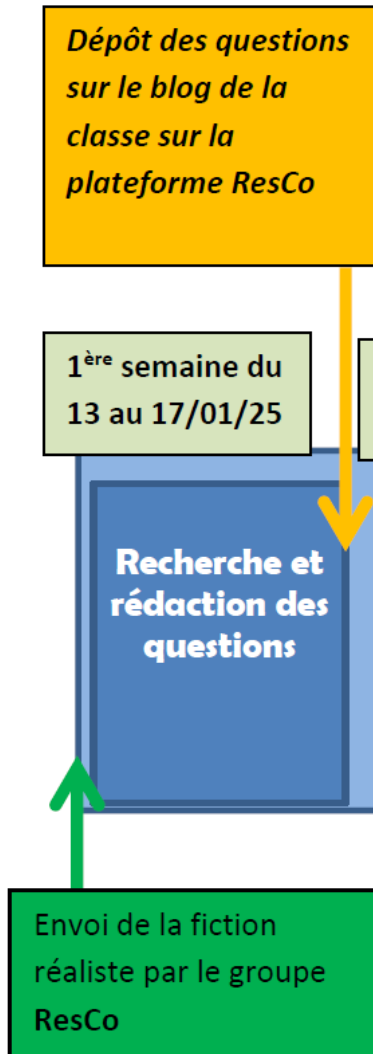 Dépôt des questions
sur le blog de la
classe sur la
plateforme ResCo
1ère semaine du
13 au 17/01/25
Recherche et
rédaction des
questions
Envoi de la fiction
réaliste par le groupe
ResCo